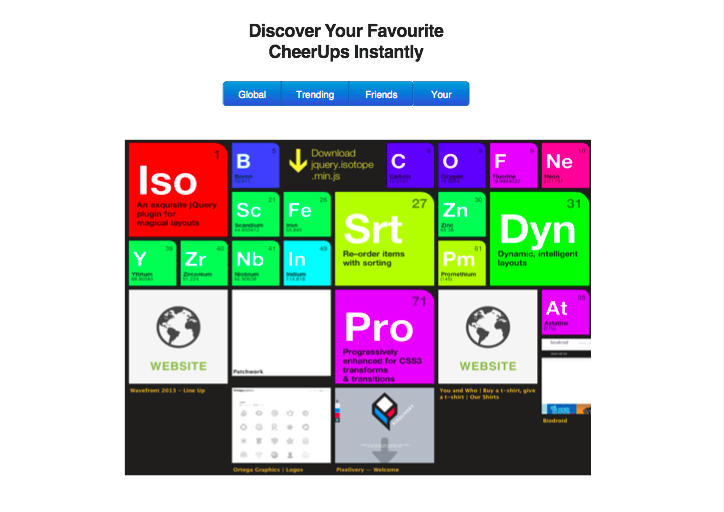 Discover Your Favourite
CheerUps Instantly
Global Trending Friends Your
1
Iso
An exquisite jQuery
plugin for
magical layouts
5
B
Boron
Download
jquery.isotope
.min.js
C
O
F
Fluorine
10
Ne
Neon
21
Sc
Scandium
26
Fe
Iron
27
Srt
Re-order items
with sorting
30
Zn
Zinc
31
Dyn
Dynamic, intelligent
layouts
39
Y
Yttrium
40
Zr
Zirconium
41
Nb
Niobium
49
In
Indium
61
Pm
Promethium
WEBSITE
Wavefront 2013 – Line Up
Patchwork
71
Pro
Progressively
enhanced for CSS3
transforms
& transitions
WEBSITE
You and Who | Buy a t-shirt, give
a t-shirt | Our Shirts
85
At
Astatine
Biodroid
Ortega Graphics | Logos
Pixelivery — Welcome